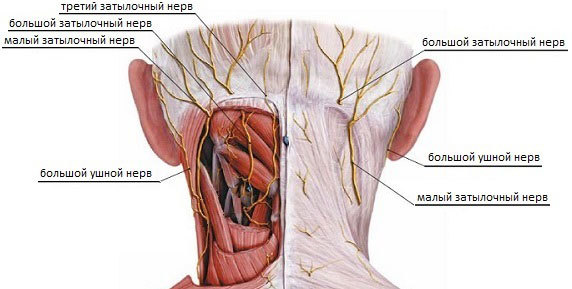 третий затылочный нерв
большой затылочный нерв
малый затылочный нерв
большой ушной нерв
большой затылочный нерв
большой ушной нерв
малый затылочный нерв